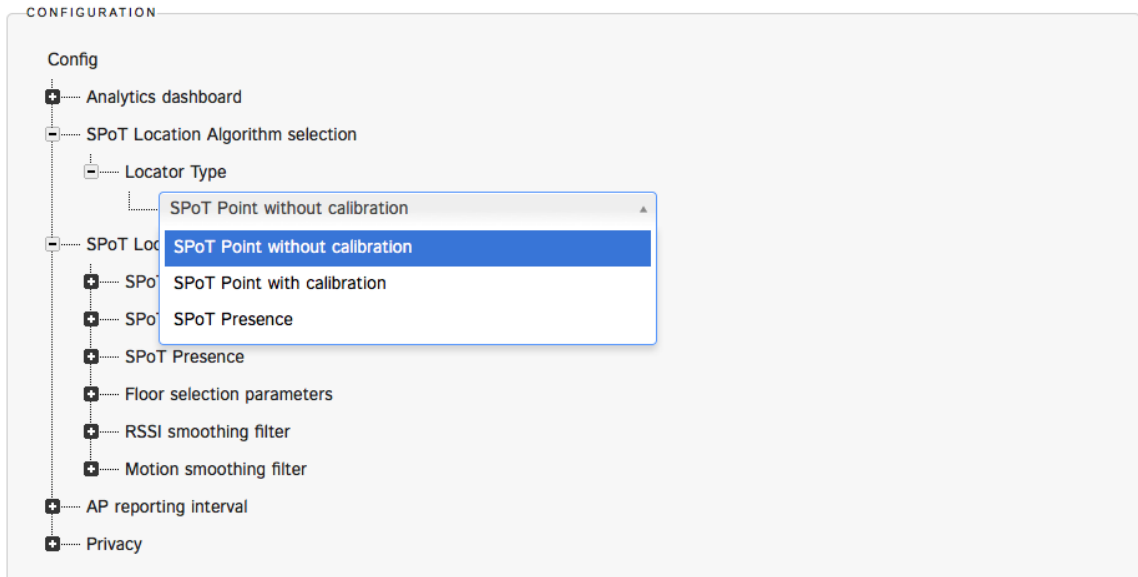 CONFIGURATION
Config
Analytics dashboard
SPoT Location Algorithm selection
Locator Type
SPoT Point without calibration
SPoT Loc
SPoT Point without calibration
SPoT Point with calibration
SPoT Presence
SPoT
SPoT
SPoT Presence
Floor selection parameters
RSSI smoothing filter
Motion smoothing filter
AP reporting interval
Privacy